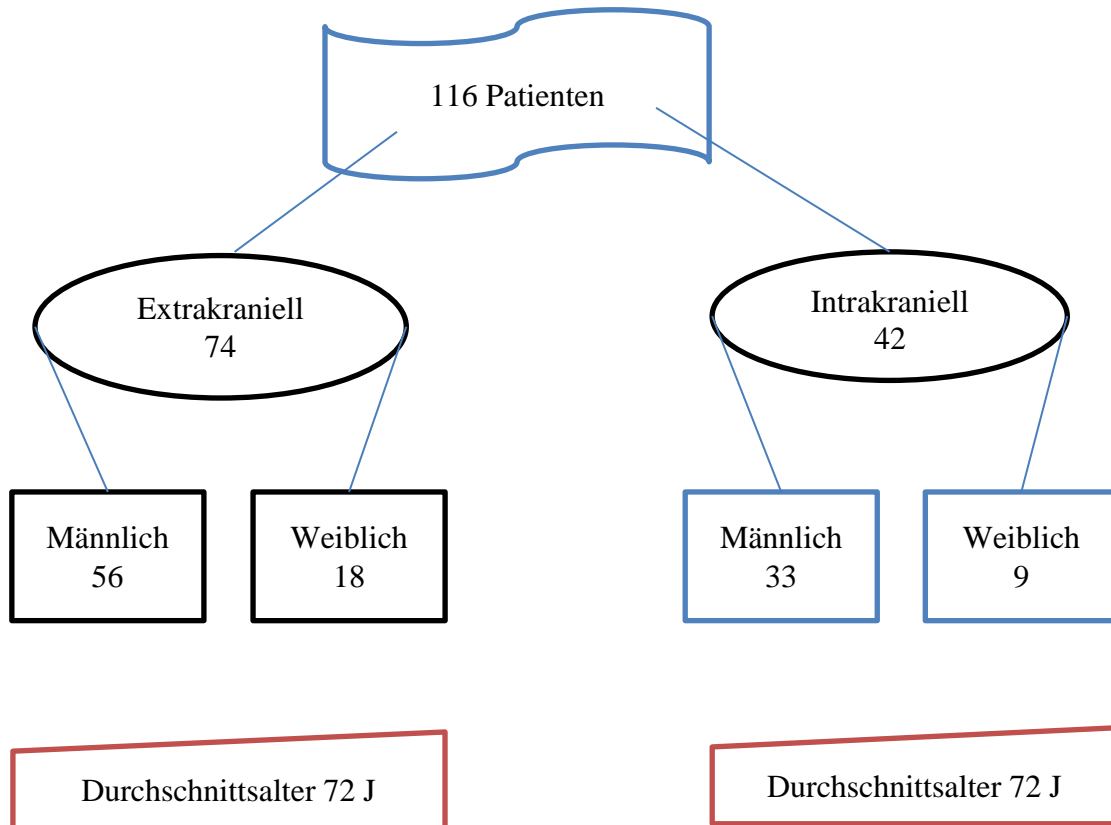 116 Patienten
Extrakraniell
74
Intrakraniell
42
Männlich
56
Weiblich
18
Männlich
33
Weiblich
9
Durchschnittsalter 72 J
Durchschnittsalter 72 J